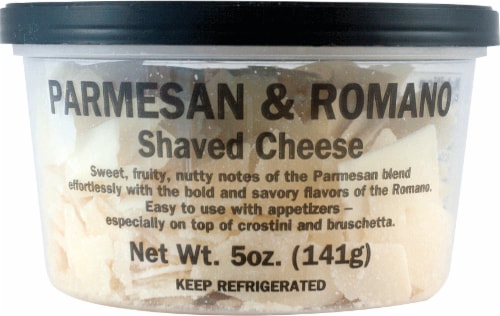 PARMESAN & ROMANO
Shaved Cheese
Sweet, fruity, nutty notes of the Parmesan blend
effortlessly with the bold and savory flavors of the Romano.
Easy to use with appetizers –
especially on top of crostini and bruschetta.
Net Wt. 5oz. (141g)
KEEP REFRIGERATED